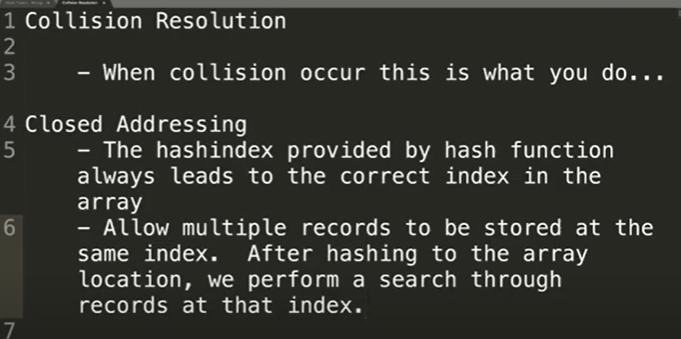 Collision Resolution
1 Collision Resolution
2
3 - When collision occur this is what you do...
4 Closed Addressing
5 - The hashindex provided by hash function
always leads to the correct index in the
array
6 - Allow multiple records to be stored at the
same index. After hashing to the array
location, we perform a search through
records at that index.
7